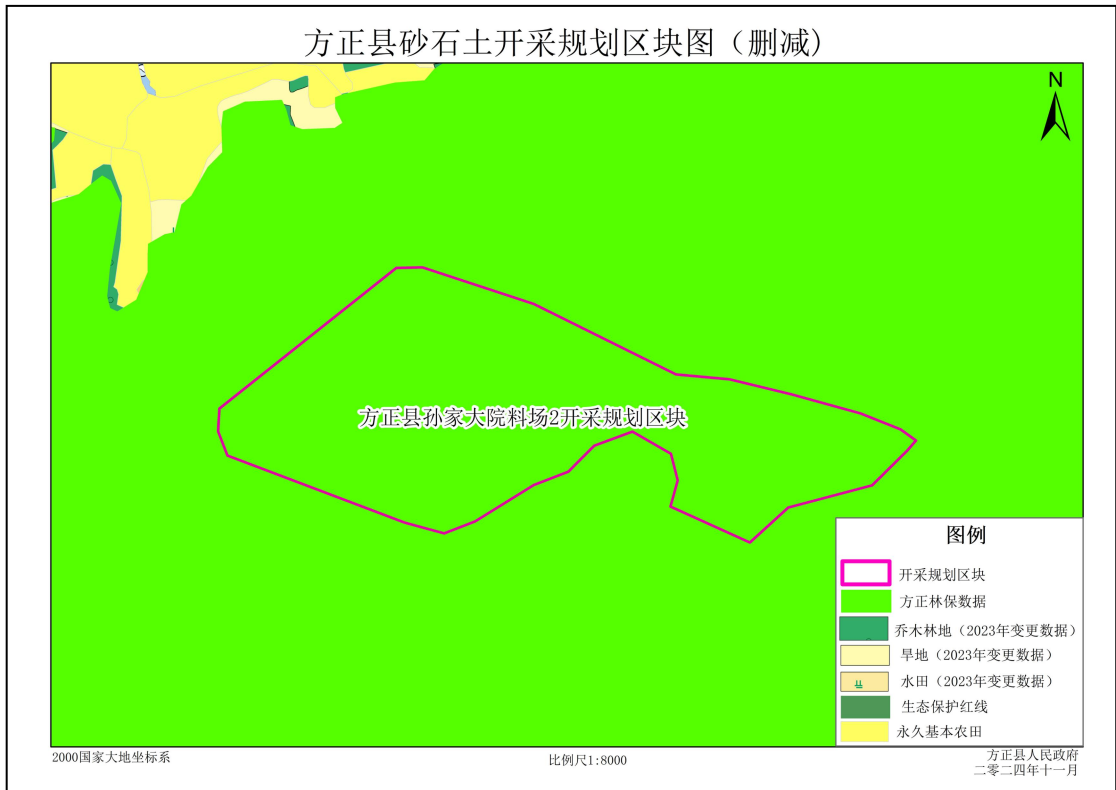 方正县砂石土开采规划区块图（删减)
N
方正县孙家大院料场2开采规划区块
图例
开采规划区块
方正林保数据
乔木林地（2023年变更数据）
旱地（2023年变更数据）
水田（2023年变更数据）
生态保护红线
永久基本农田
2000国家大地坐标系
比例尺1:8000
方正县人民政府
二零二四年十一月